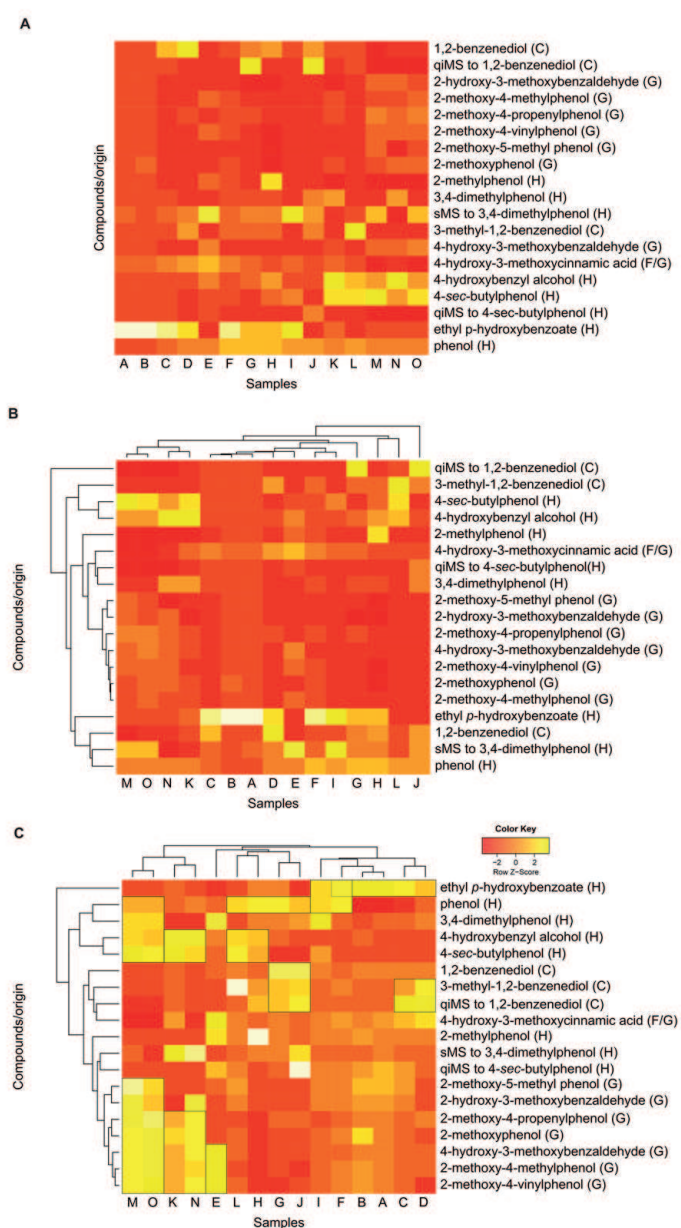 A
1,2-benzenediol (C)
qiMS to 1,2-benzenediol (C)
2-hydroxy-3-methoxybenzaldehyde (G)
2-methoxy-4-methylphenol (G)
2-methoxy-4-propenylphenol (G)
2-methoxy-4-vinylphenol (G)
2-methoxy-5-methyl phenol (G)
2-methoxyphenol (G)
2-methylphenol (H)
3,4-dimethylphenol (H)
sMS to 3,4-dimethylphenol (H)
3-methyl-1,2-benzenediol (C)
4-hydroxy-3-methoxybenzaldehyde (G)
4-hydroxy-3-methoxycinnamic acid (F/G)
4-hydroxybenzyl alcohol (H)
4-sec-butylphenol (H)
qiMS to 4-sec-butylphenol (H)
ethyl p-hydroxybenzoate (H)
phenol (H)
Compounds/origin
A B C D E F G H I J K L M N O
Samples
B
qiMS to 1,2-benzenediol (C)
3-methyl-1,2-benzenediol (C)
4-sec-butylphenol (H)
4-hydroxybenzyl alcohol (H)
2-methylphenol (H)
4-hydroxy-3-methoxycinnamic acid (F/G)
qiMS to 4-sec-butylphenol(H)
3,4-dimethylphenol (H)
2-methoxy-5-methyl phenol (G)
2-hydroxy-3-methoxybenzaldehyde (G)
2-methoxy-4-propenylphenol (G)
4-hydroxy-3-methoxybenzaldehyde (G)
2-methoxy-4-vinylphenol (G)
2-methoxyphenol (G)
2-methoxy-4-methylphenol (G)
ethyl p-hydroxybenzoate (H)
1,2-benzenediol (C)
sMS to 3,4-dimethylphenol (H)
phenol (H)
Compounds/origin
M O N K C B A D E F I G H L J
Samples
C
Color Key
−2 0 2
Row Z-Score
ethyl p-hydroxybenzoate (H)
phenol (H)
3,4-dimethylphenol (H)
4-hydroxybenzyl alcohol (H)
4-sec-butylphenol (H)
1,2-benzenediol (C)
3-methyl-1,2-benzenediol (C)
qiMS to 1,2-benzenediol (C)
4-hydroxy-3-methoxycinnamic acid (F/G)
2-methylphenol (H)
sMS to 3,4-dimethylphenol (H)
qiMS to 4-sec-butylphenol (H)
2-methoxy-5-methyl phenol (G)
2-hydroxy-3-methoxybenzaldehyde (G)
2-methoxy-4-propenylphenol (G)
2-methoxyphenol (G)
4-hydroxy-3-methoxybenzaldehyde (G)
2-methoxy-4-methylphenol (G)
2-methoxy-4-vinylphenol (G)
Compounds/origin
M O K N E L H G J I F B A C D
Samples